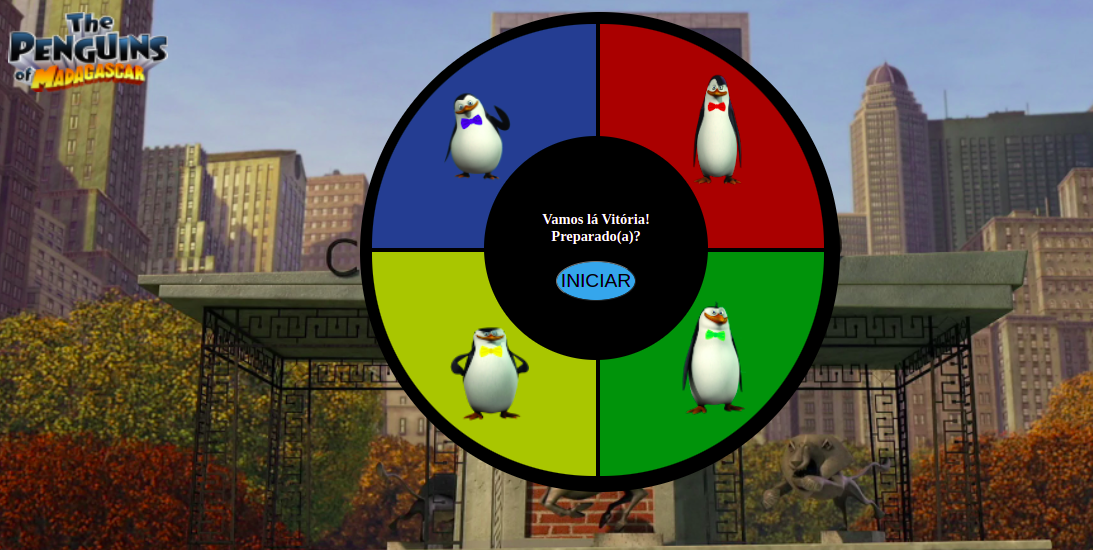 The
PENGUINS
of MADAGASCAR
C
Vamos lá Vitória!
Preparado(a)?
INICIAR